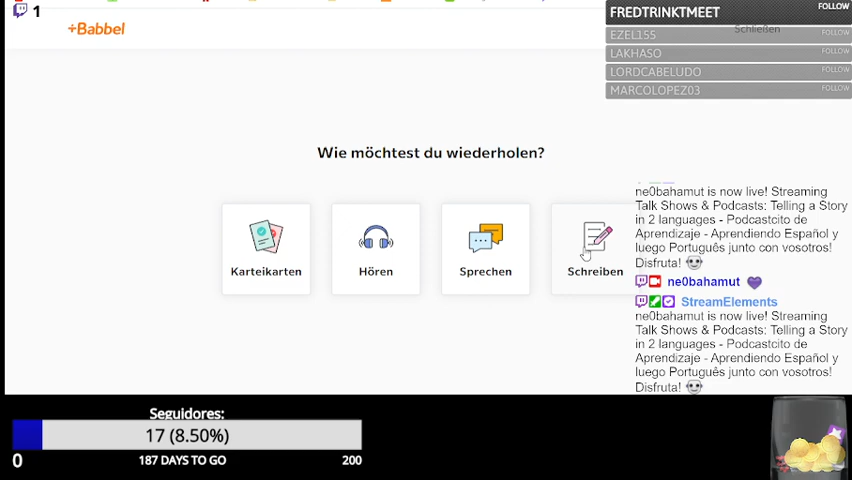 1
+Babbel
FREDTRINKTMEET FOLLOW
Schließen
EZEL155 FOLLOW
LAKHASO FOLLOW
LORDCABELUDO FOLLOW
MARCOLOPEZ03 FOLLOW
Wie möchtest du wiederholen?
Karteikarten
Hören
Sprechen
Schreiben
ne0bahamut is now live! Streaming
Talk Shows & Podcasts: Telling a Story
in 2 languages - Podcastcito de
Aprendizaje - Aprendiendo Español y
luego Português junto con vosotros!
Disfruta!
ne0bahamut
StreamElements
ne0bahamut is now live! Streaming
Talk Shows & Podcasts: Telling a Story
in 2 languages - Podcastcito de
Aprendizaje - Aprendiendo Español y
luego Português junto con vosotros!
Disfruta!
Seguidores:
17 (8.50%)
0 187 DAYS TO GO 200